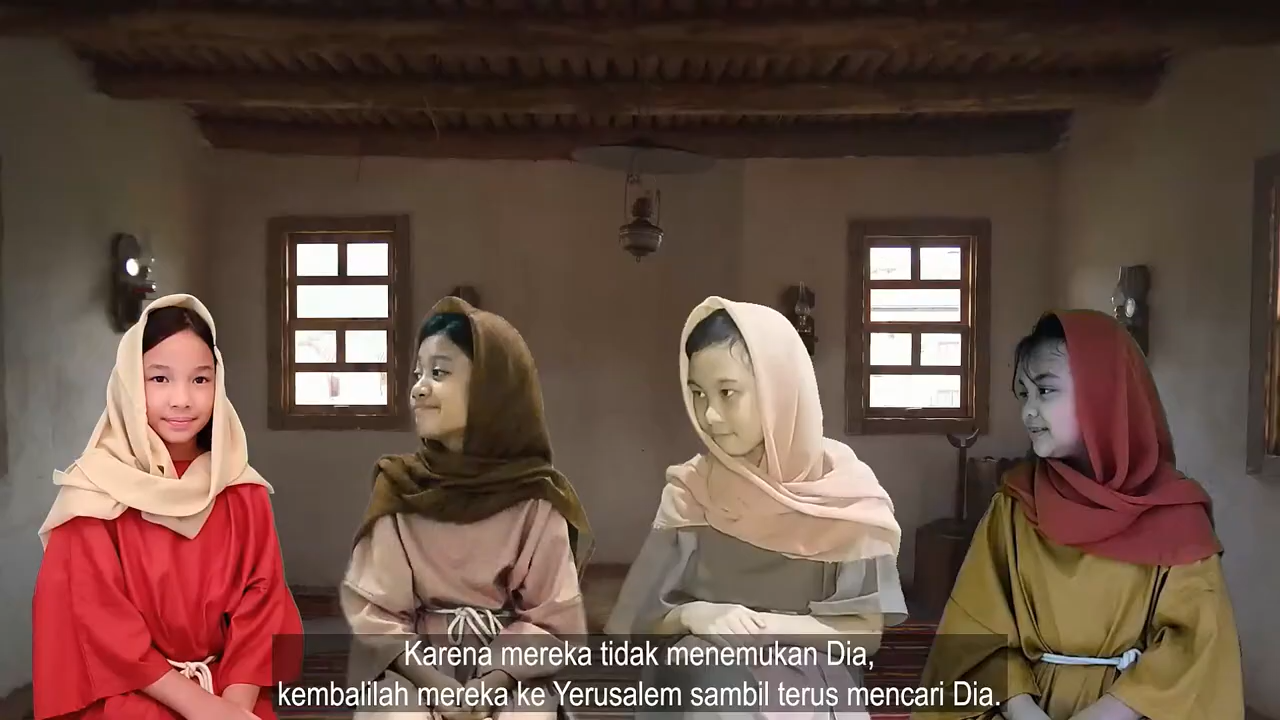 Karena mereka tidak menemukan Dia,
kembalilah mereka ke Yerusalem sambil terus mencari Dia.